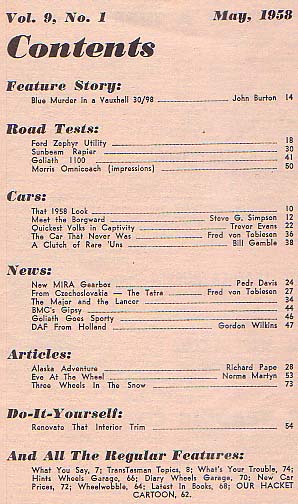 Vol. 9, No. 1 May, 1958
Contents
Feature Story:
Blue Murder in a Vauxhall 30/98 John Burton 14
Road Tests:
Ford Zephyr Utility 18
Sunbeam Rapier 30
Goliath 1100 41
Morris Omnicoach (impressions) 50
Cars:
That 1958 Look 10
Meet the Borgward Steve G. Simpson 12
Quickest Volks in Captivity Trevor Evans 22
The Car That Never Was Fred von Toblesen 36
A Clutch of Rare 'Uns Bill Gamble 38
News:
New MIRA Gearbox Pedr Davis 24
From Czechoslovakia — The Tatra Fred von Toblesen 27
The Major and the Lancer 34
BMC's Gipsy 44
Goliath Goes Sporty 46
DAF From Holland Gordon Wilkins 47
Articles:
Alaska Adventure Richard Pape 28
Eve At The Wheel Norma Martyn 53
Three Wheels In The Snow 73
Do-It-Yourself:
Renovate That Interior Trim 54
And All The Regular Features:
What You Say, 7; TransTasman Topics, 8; What's Your Trouble, 74;
Hints Wheels Garage, 66; Diary Wheels Garage, 70; New Car
Prices, 72; Wheelwobble, 64; Latest In Books, 68; OUR HACKET
CARTOON, 62.